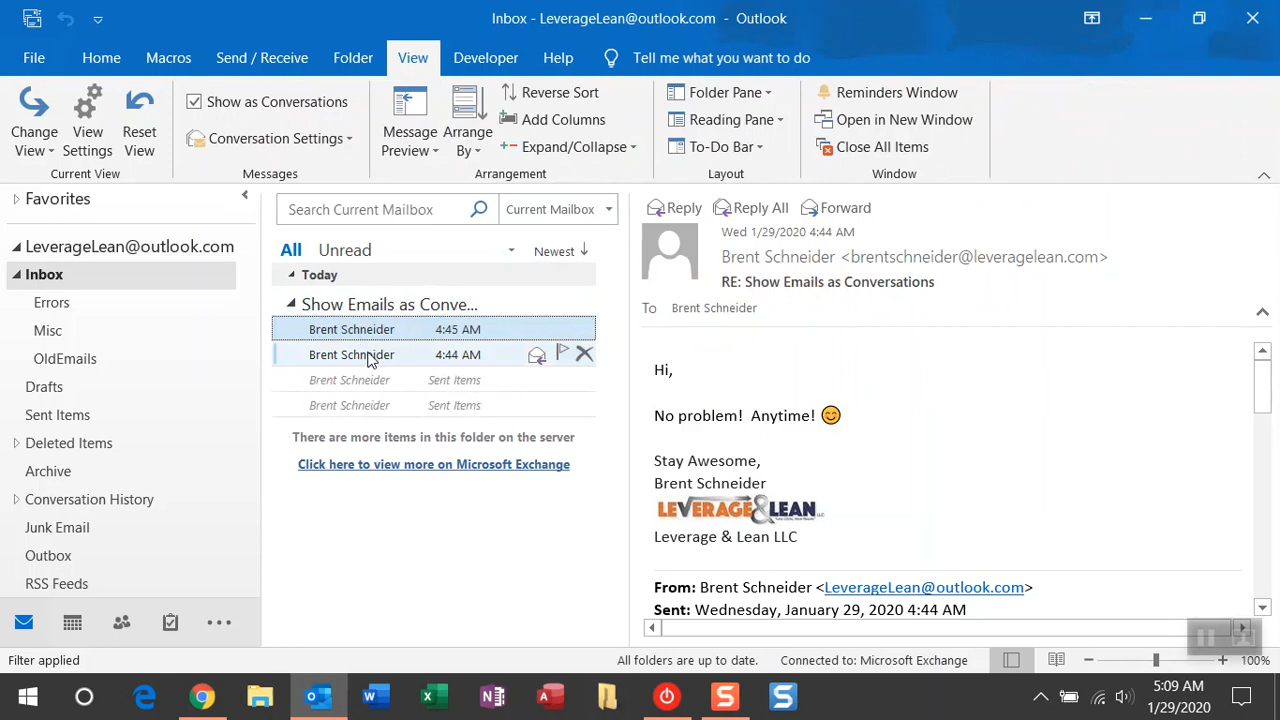 Inbox - LeverageLean@outlook.com - Outlook
File Home Macros Send / Receive Folder View Developer Help Tell me what you want to do
Change View
View Settings
Reset View
Current View
Show as Conversations
Conversation Settings
Messages
Message Preview
Arrange By
Reverse Sort
Add Columns
Expand/Collapse
Arrangement
Folder Pane
Reading Pane
To-Do Bar
Layout
Reminders Window
Open in New Window
Close All Items
Window
Favorites
LeverageLean@outlook.com
Inbox
Errors
Misc
OldEmails
Drafts
Sent Items
Deleted Items
Archive
Conversation History
Junk Email
Outbox
RSS Feeds
Search Current Mailbox Current Mailbox
All Unread Newest
Today
Show Emails as Conve...
Brent Schneider 4:45 AM
Brent Schneider 4:44 AM
Brent Schneider Sent Items
Brent Schneider Sent Items
There are more items in this folder on the server
Click here to view more on Microsoft Exchange
Reply Reply All Forward
Wed 1/29/2020 4:44 AM
Brent Schneider <brentschneider@leveragelean.com>
RE: Show Emails as Conversations
To Brent Schneider
Hi,
No problem! Anytime! 😊
Stay Awesome,
Brent Schneider
LEVERAGE&LEAN
Leverage & Lean LLC
From: Brent Schneider <LeverageLean@outlook.com>
Sent: Wednesday, January 29, 2020 4:44 AM
Filter applied All folders are up to date. Connected to: Microsoft Exchange 100%
5:09 AM
1/29/2020